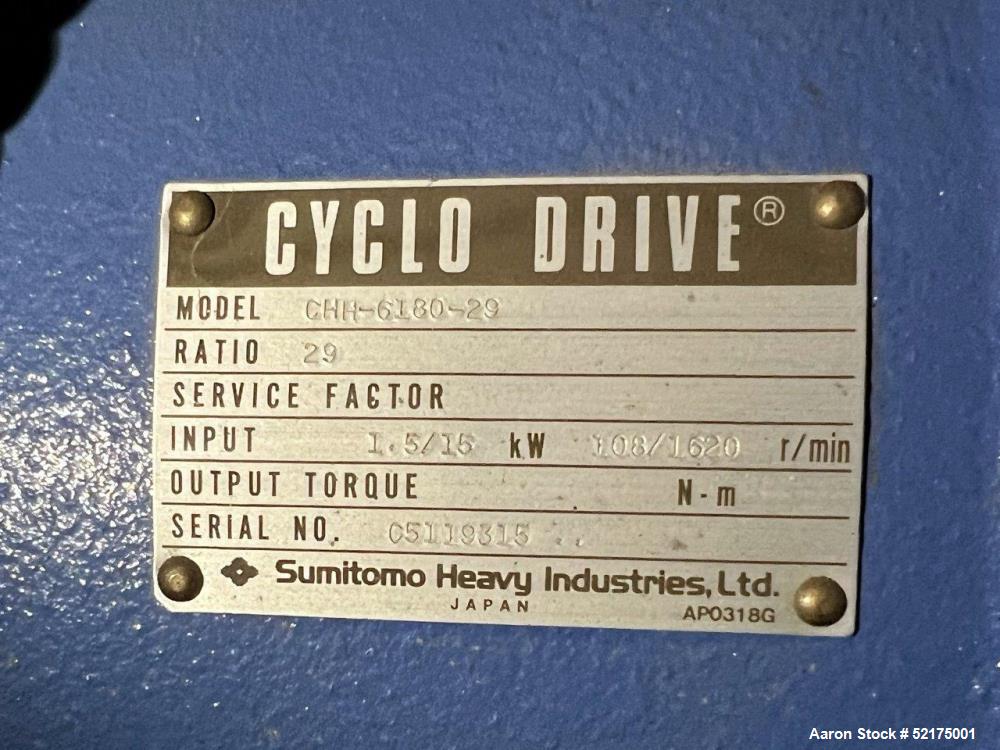 CYCLO DRIVE®
MODEL CHH-6180-29
RATIO 29
SERVICE FACTOR
INPUT 1.5/15 kW 108/1620 r/min
OUTPUT TORQUE N-m
SERIAL NO. C5119315
Sumitomo Heavy Industries, Ltd.
JAPAN
AP0318G
Aaron Stock # 52175001